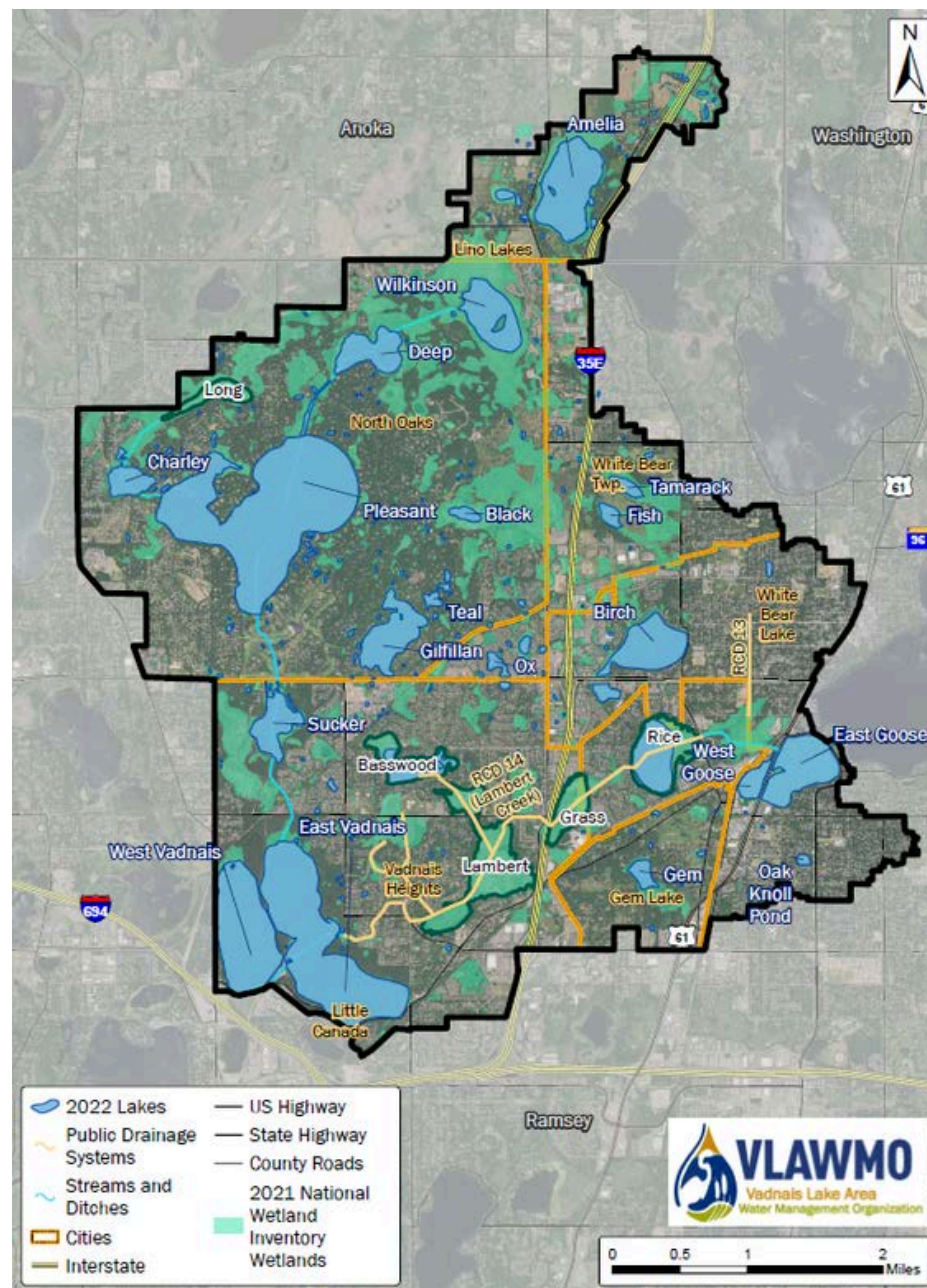 N
Anoka
Amelia
Washington
Lino Lakes
Wilkinson
Deep
35E
Long
North Oaks
Charley
White Bear
Twp.
Tamarack
61
Pleasant
Black
Fish
96
Teal
Birch
White
Bear
Lake
Gilfillan
Ox
RCD 13
Sucker
Rice
East Goose
West
Goose
Basswood
RCD 14
(Lambert
Creek)
Grass
East Vadnais
West Vadnais
Vadnais
Heights
Lambert
Gem
Oak
Knoll
Pond
Gem Lake
694
61
Little
Canada
Ramsey
2022 Lakes
Public Drainage
Systems
Streams and
Ditches
Cities
Interstate
US Highway
State Highway
County Roads
2021 National
Wetland
Inventory
Wetlands
VLAWMO
Vadnais Lake Area
Water Management Organization
0 0.5 1 2
Miles